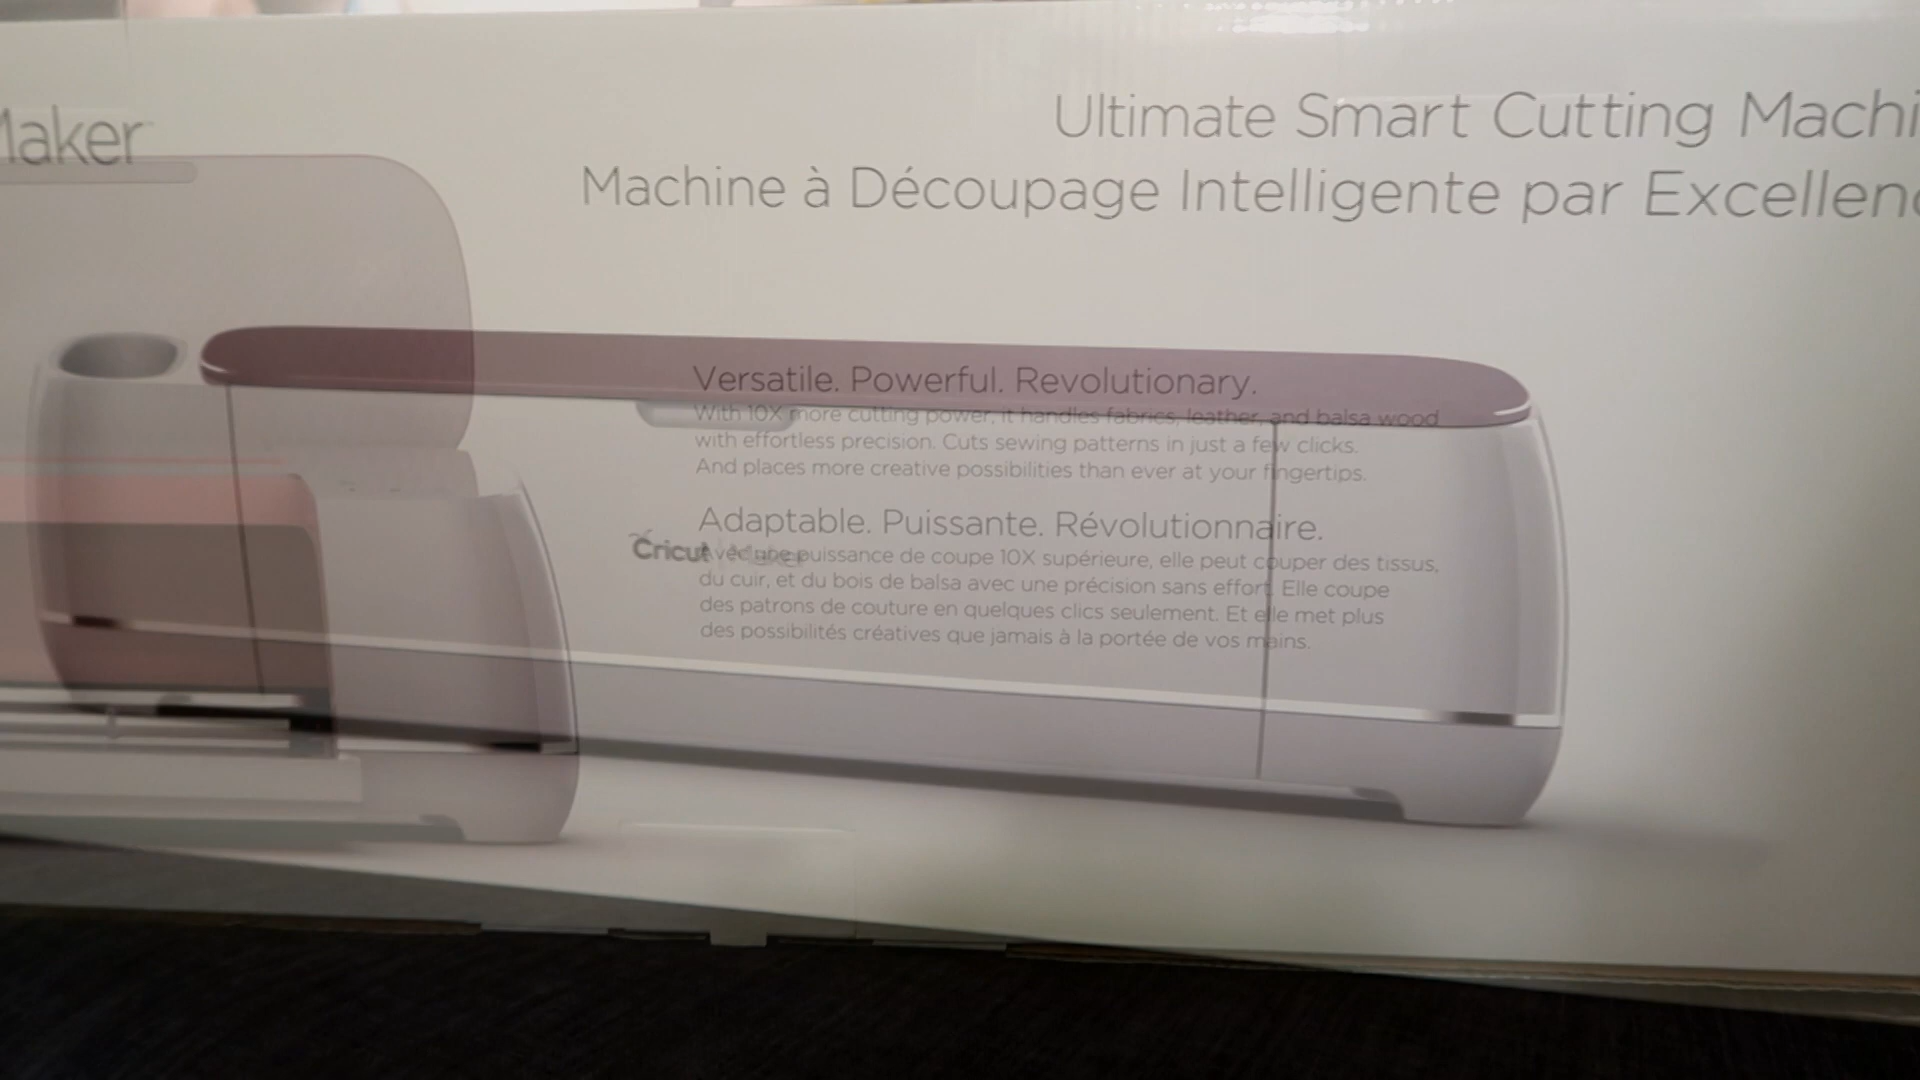 Maker
Ultimate Smart Cutting Machi
Machine à Découpage Intelligente par Excellenc
Versatile. Powerful. Revolutionary.
With 10X more cutting power, it handles fabrics, leather, and balsa wood
with effortless precision. Cuts sewing patterns in just a few clicks.
And places more creative possibilities than ever at your fingertips.
Adaptable. Puissante. Révolutionnaire.
Cricut
Avec une puissance de coupe 10X supérieure, elle peut couper des tissus,
du cuir, et du bois de balsa avec une précision sans effort. Elle coupe
des patrons de couture en quelques clics seulement. Et elle met plus
des possibilités créatives que jamais à la portée de vos mains.